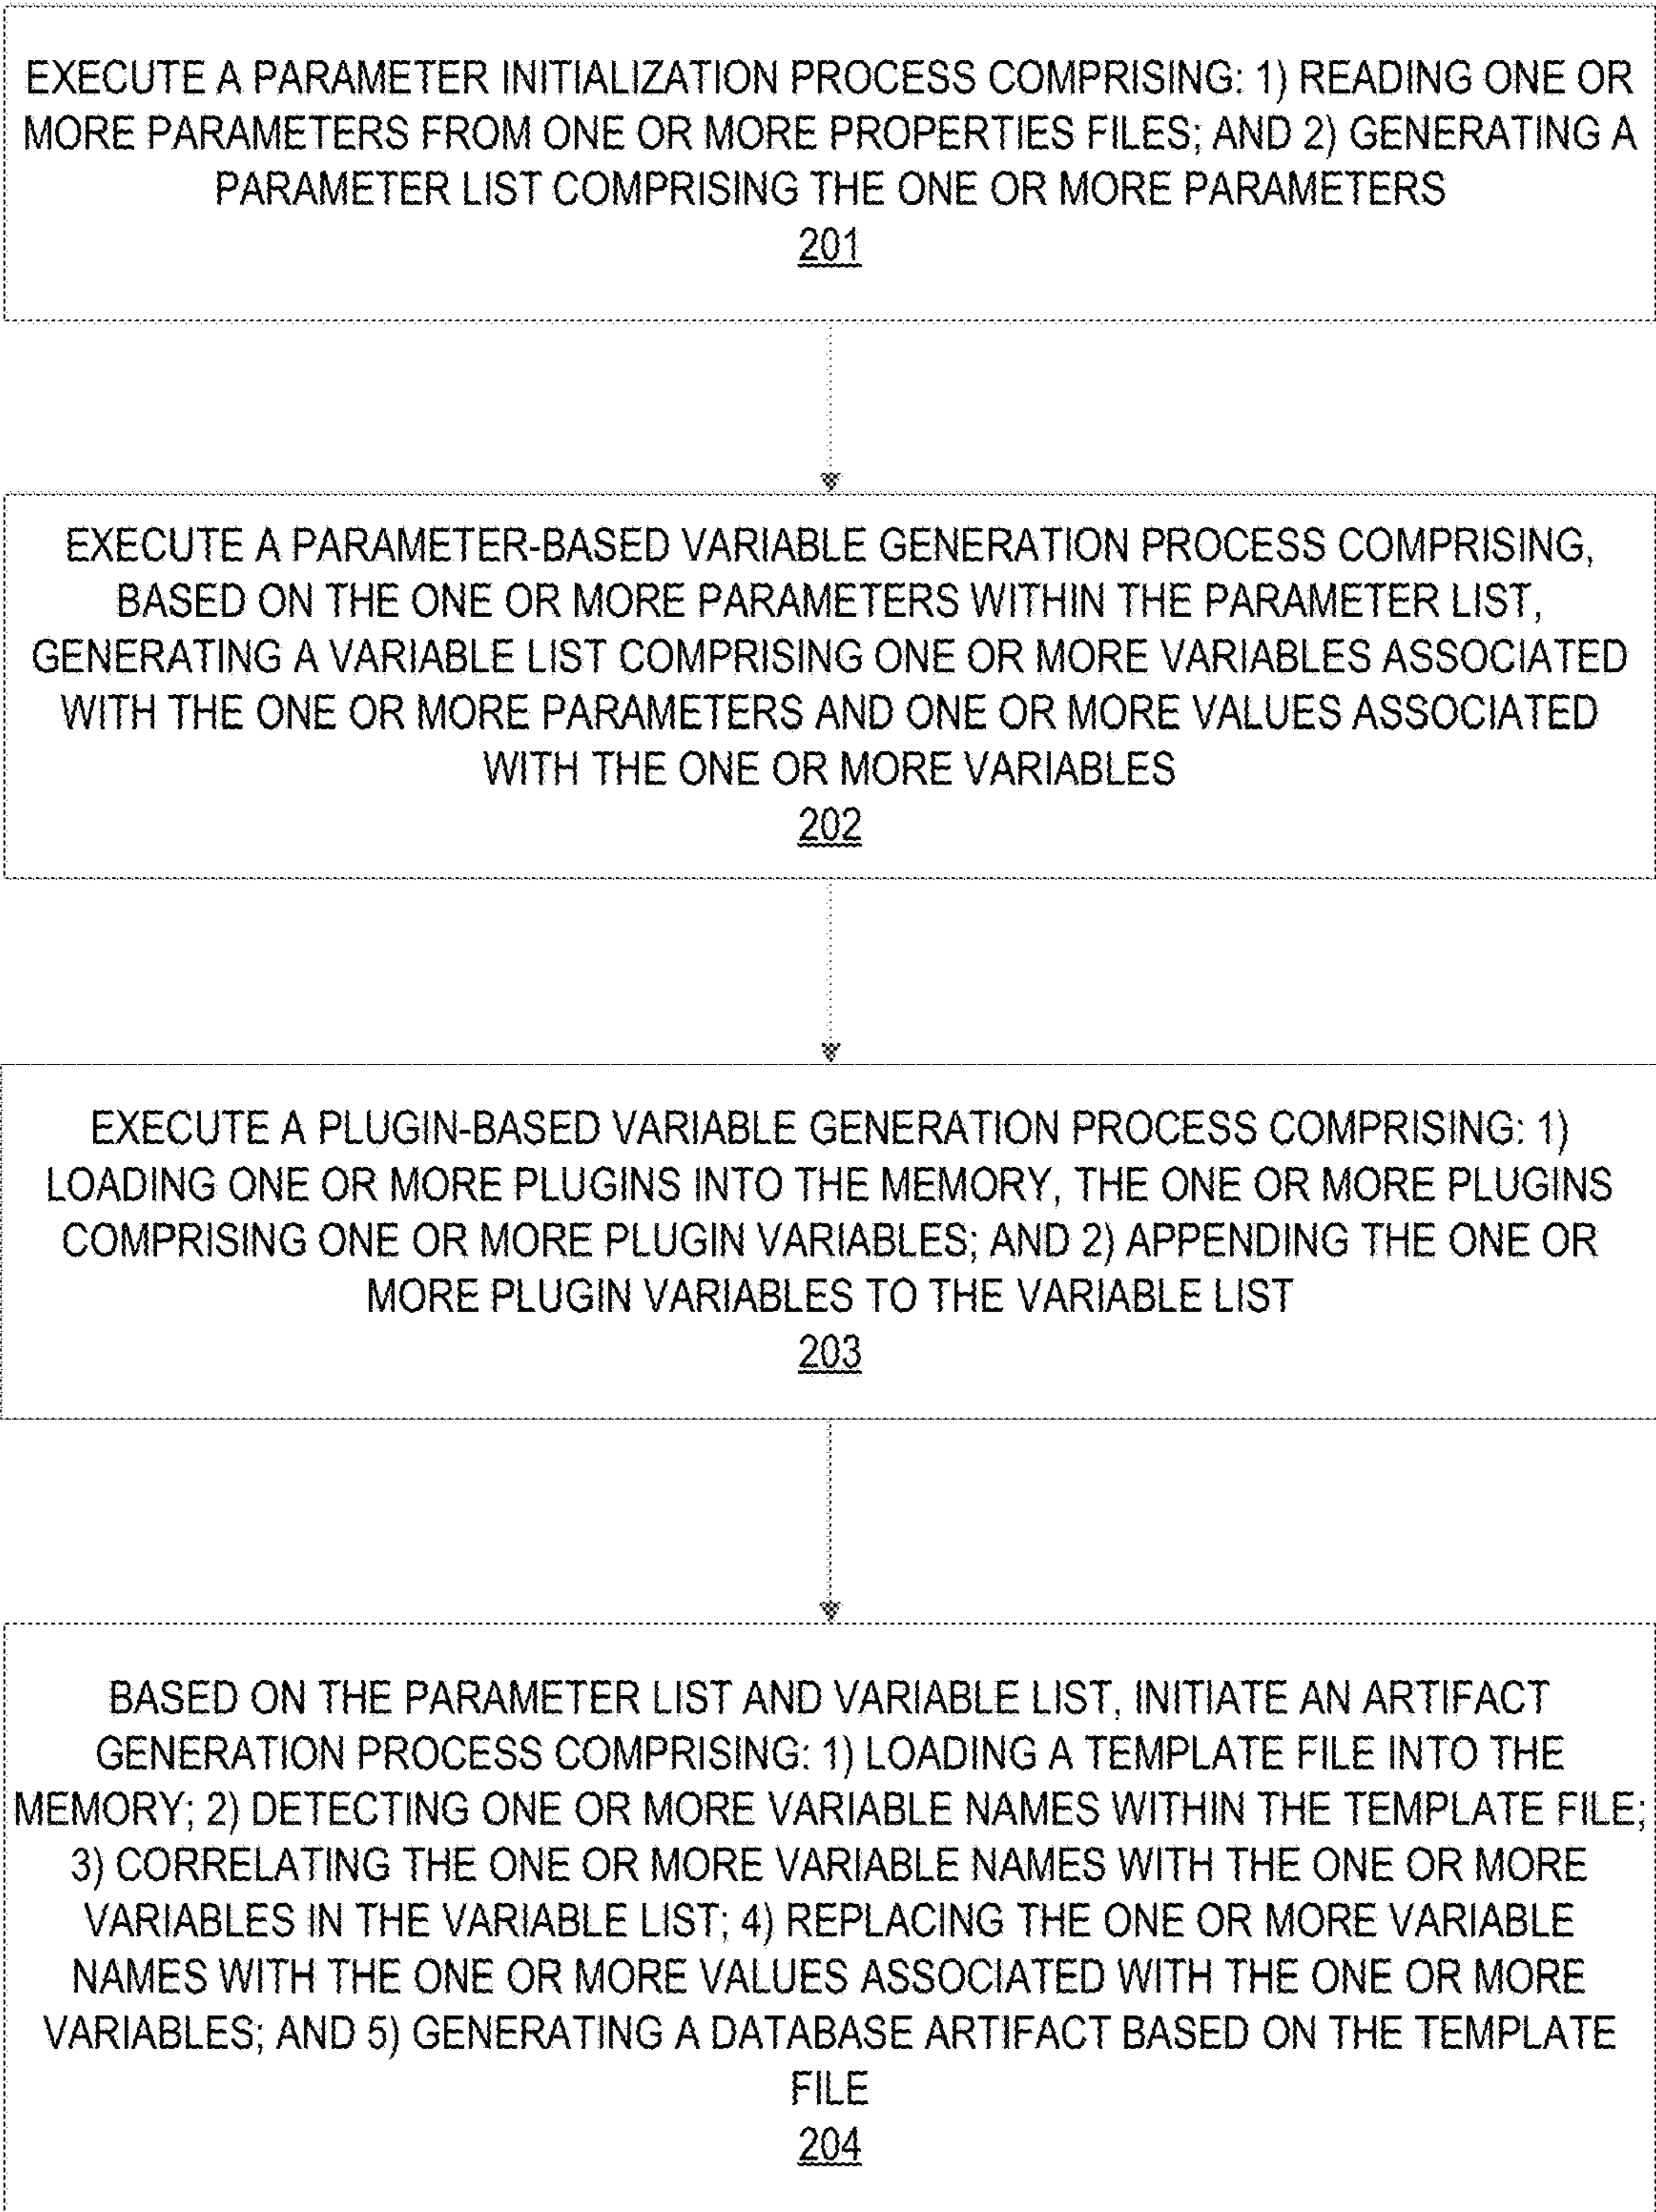 EXECUTE A PARAMETER INITIALIZATION PROCESS COMPRISING: 1) READING ONE OR
MORE PARAMETERS FROM ONE OR MORE PROPERTIES FILES; AND 2) GENERATING A
PARAMETER LIST COMPRISING THE ONE OR MORE PARAMETERS
201
EXECUTE A PARAMETER-BASED VARIABLE GENERATION PROCESS COMPRISING,
BASED ON THE ONE OR MORE PARAMETERS WITHIN THE PARAMETER LIST,
GENERATING A VARIABLE LIST COMPRISING ONE OR MORE VARIABLES ASSOCIATED
WITH THE ONE OR MORE PARAMETERS AND ONE OR MORE VALUES ASSOCIATED
WITH THE ONE OR MORE VARIABLES
202
EXECUTE A PLUGIN-BASED VARIABLE GENERATION PROCESS COMPRISING: 1)
LOADING ONE OR MORE PLUGINS INTO THE MEMORY, THE ONE OR MORE PLUGINS
COMPRISING ONE OR MORE PLUGIN VARIABLES; AND 2) APPENDING THE ONE OR
MORE PLUGIN VARIABLES TO THE VARIABLE LIST
203
BASED ON THE PARAMETER LIST AND VARIABLE LIST, INITIATE AN ARTIFACT
GENERATION PROCESS COMPRISING: 1) LOADING A TEMPLATE FILE INTO THE
MEMORY; 2) DETECTING ONE OR MORE VARIABLE NAMES WITHIN THE TEMPLATE FILE;
3) CORRELATING THE ONE OR MORE VARIABLE NAMES WITH THE ONE OR MORE
VARIABLES IN THE VARIABLE LIST; 4) REPLACING THE ONE OR MORE VARIABLE
NAMES WITH THE ONE OR MORE VALUES ASSOCIATED WITH THE ONE OR MORE
VARIABLES; AND 5) GENERATING A DATABASE ARTIFACT BASED ON THE TEMPLATE
FILE
204